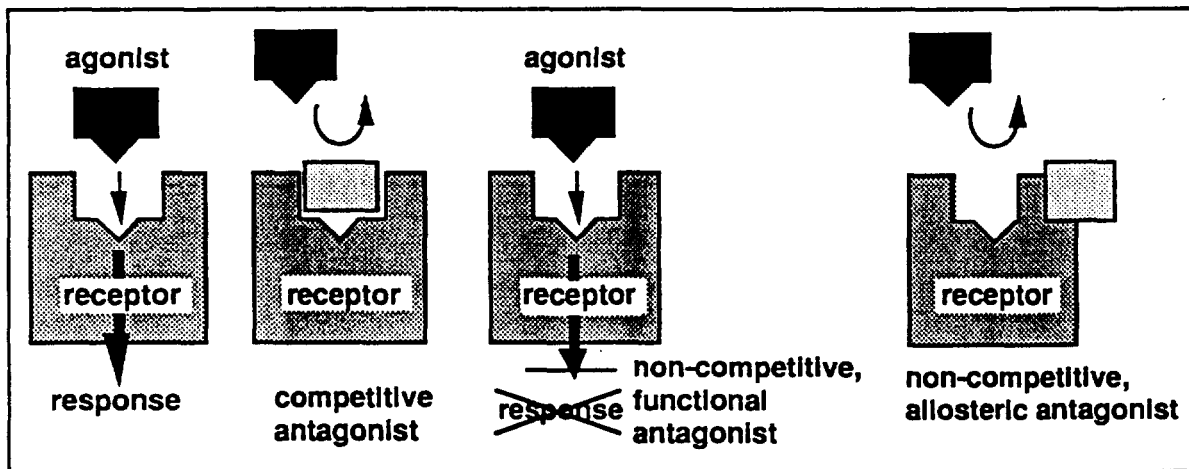 agonist
receptor
response
receptor
competitive
antagonist
agonist
receptor
response
non-competitive,
functional
antagonist
receptor
non-competitive,
allosteric antagonist